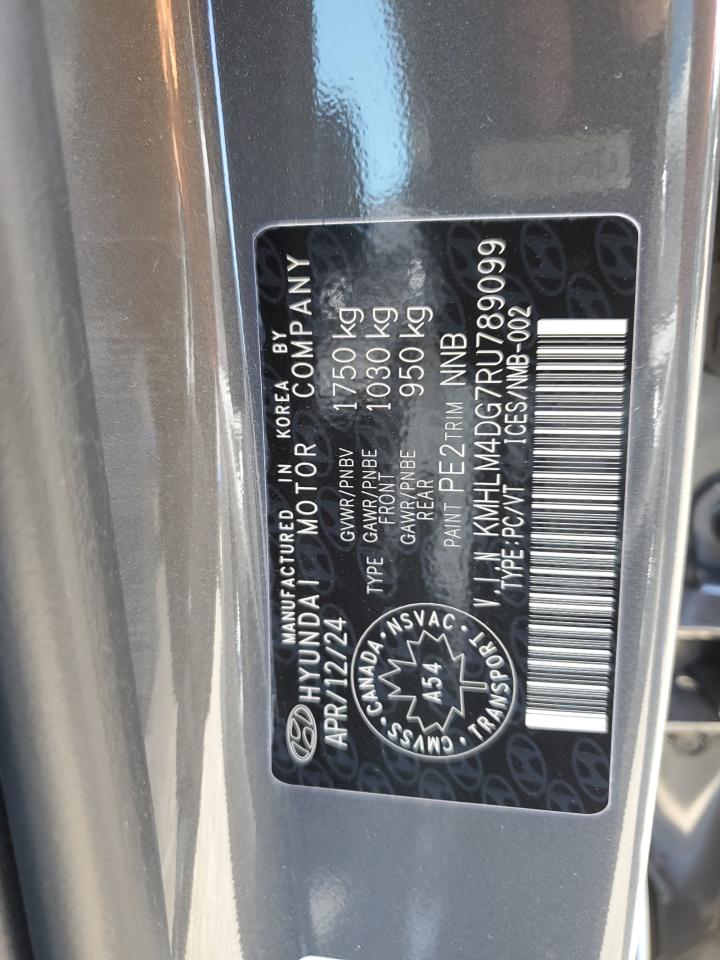 MANUFACTURED IN KOREA BY
HYUNDAI MOTOR COMPANY
APR/12/24
GVWR/PNBV 1750 kg
TYPE GAWR/PNBE FRONT 1030 kg
GAWR/PNBE REAR 950 kg
PAINT PE2 TRIM NNB
CANADA · NSVAC · TRANSPORT · CMVSS
A54
V.I.N KMHLM4DG7RU789099
TYPE:PC/VT ICES/NMB-002